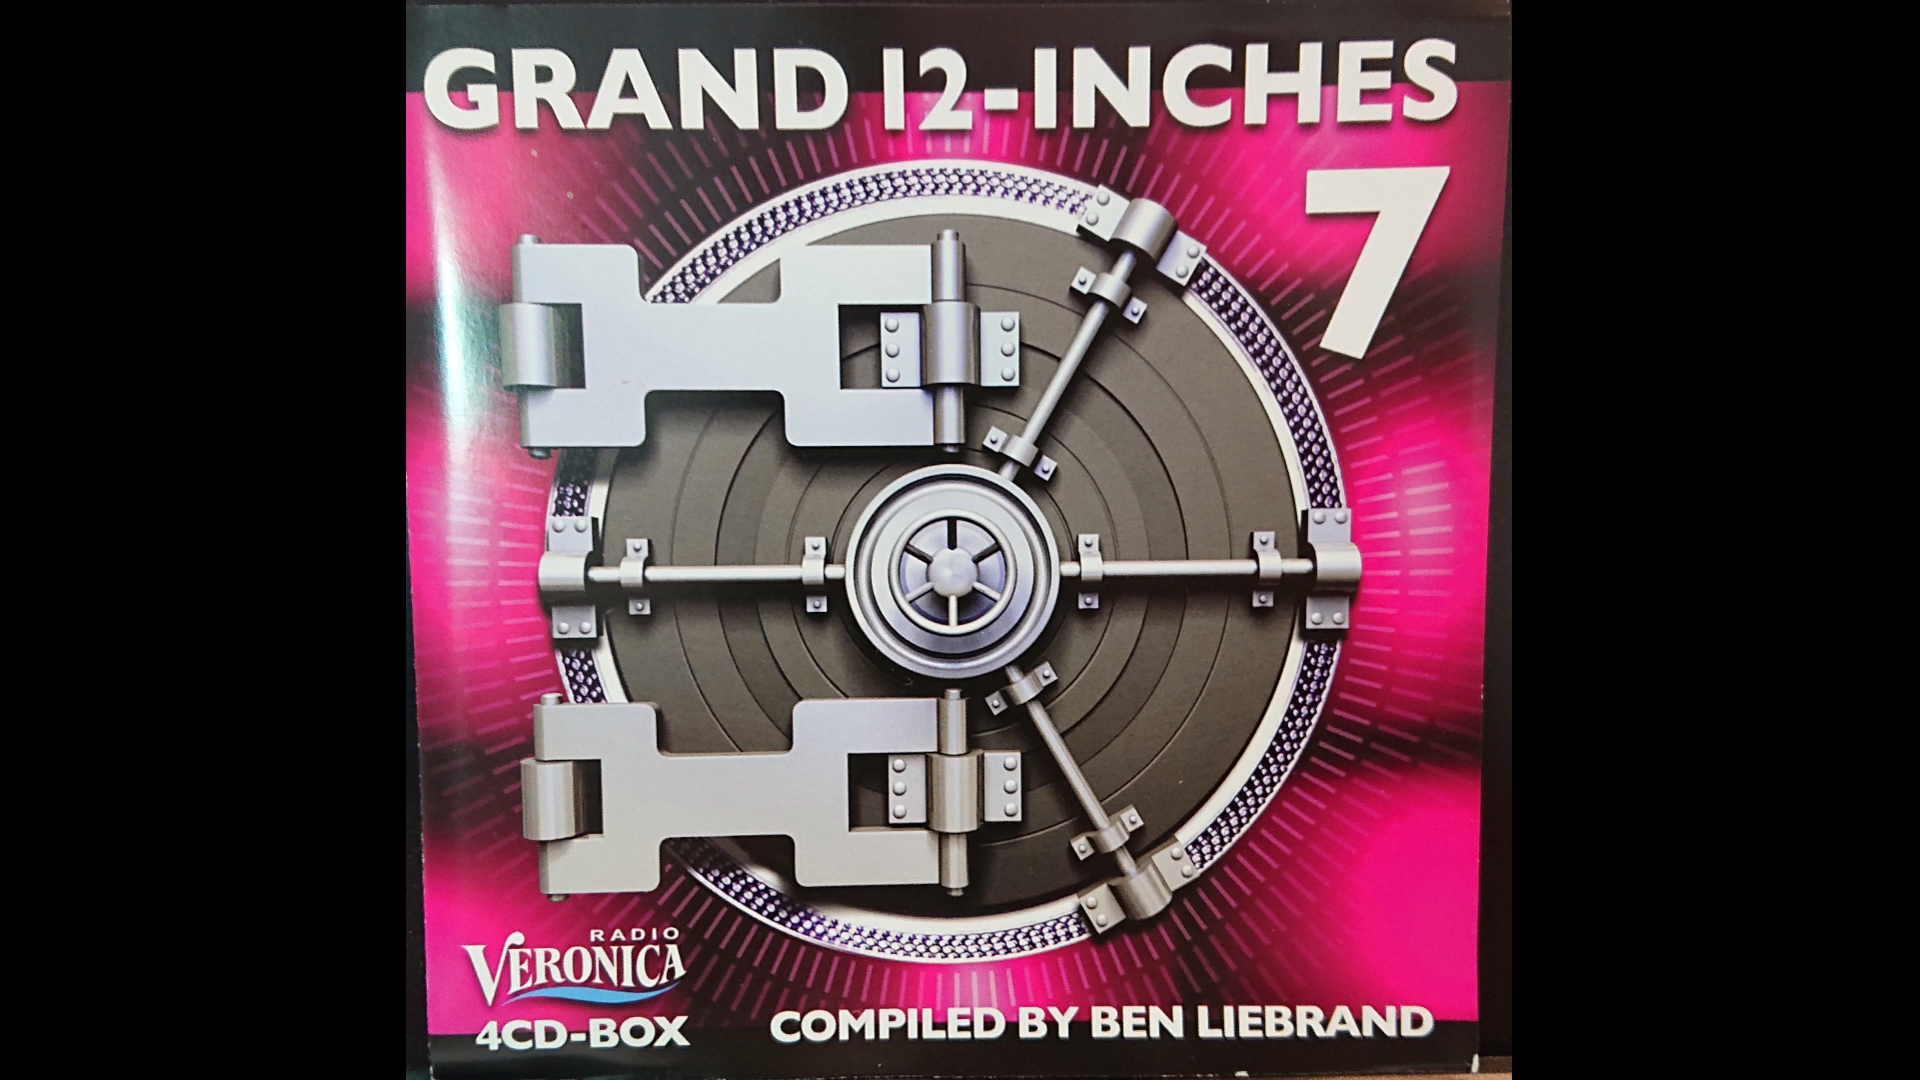 GRAND 12-INCHES
7
RADIO
VERONICA
4CD-BOX
COMPILED BY BEN LIEBRAND